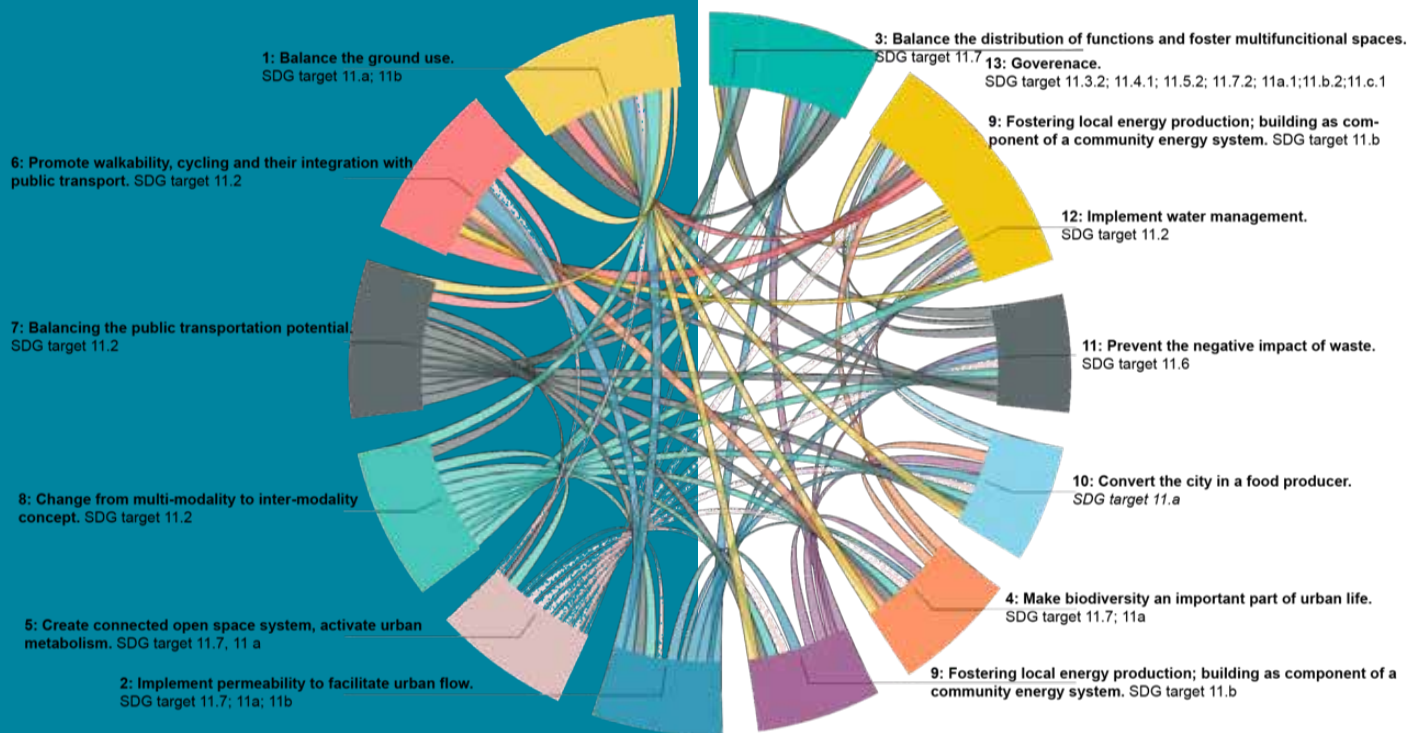 1: Balance the ground use.
SDG target 11.a; 11b
6: Promote walkability, cycling and their integration with
public transport. SDG target 11.2
7: Balancing the public transportation potential.
SDG target 11.2
8: Change from multi-modality to inter-modality
concept. SDG target 11.2
5: Create connected open space system, activate urban
metabolism. SDG target 11.7, 11 a
2: Implement permeability to facilitate urban flow.
SDG target 11.7; 11a; 11b
3: Balance the distribution of functions and foster multifuncitional spaces.
SDG target 11.7
13: Goverenace.
SDG target 11.3.2; 11.4.1; 11.5.2; 11.7.2; 11a.1;11.b.2;11.c.1
9: Fostering local energy production; building as com-
ponent of a community energy system. SDG target 11.b
12: Implement water management.
SDG target 11.2
11: Prevent the negative impact of waste.
SDG target 11.6
10: Convert the city in a food producer.
SDG target 11.a
4: Make biodiversity an important part of urban life.
SDG target 11.7; 11a
9: Fostering local energy production; building as component of a
community energy system. SDG target 11.b